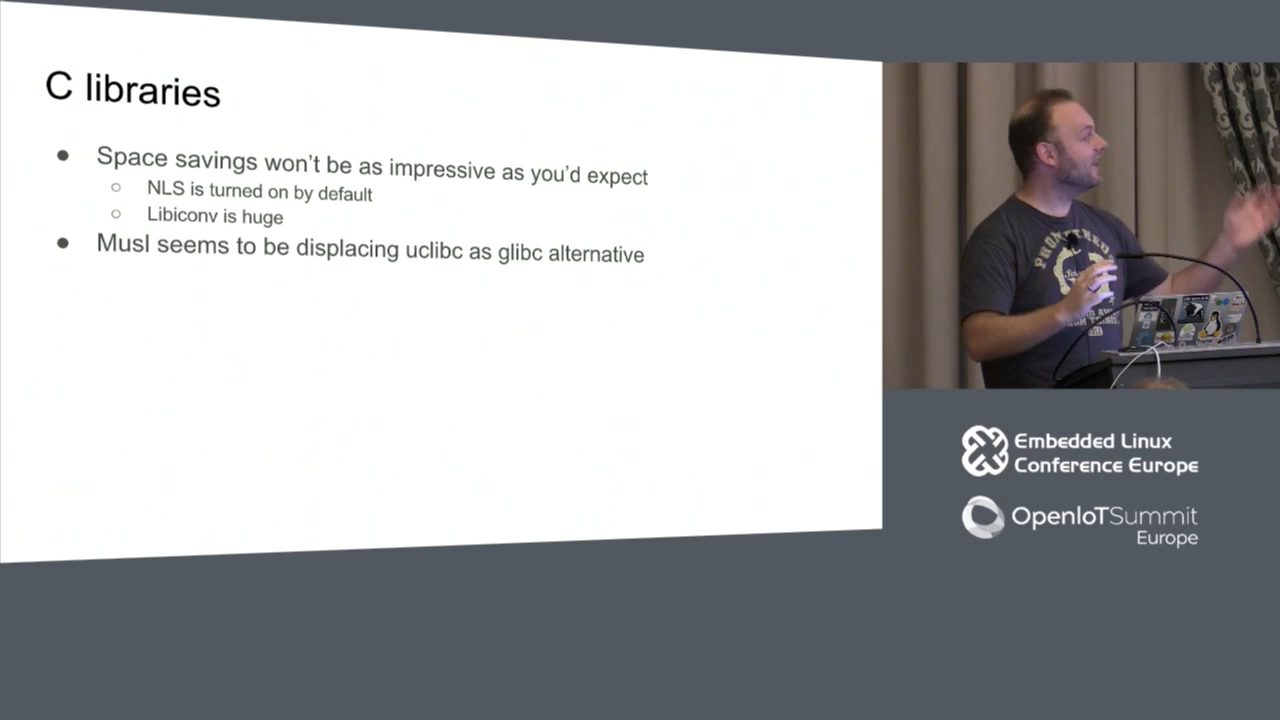 C libraries
● Space savings won't be as impressive as you'd expect
○ NLS is turned on by default
○ Libiconv is huge
● Musl seems to be displacing uclibc as glibc alternative
Embedded Linux
Conference Europe
OpenIoTSummit
Europe